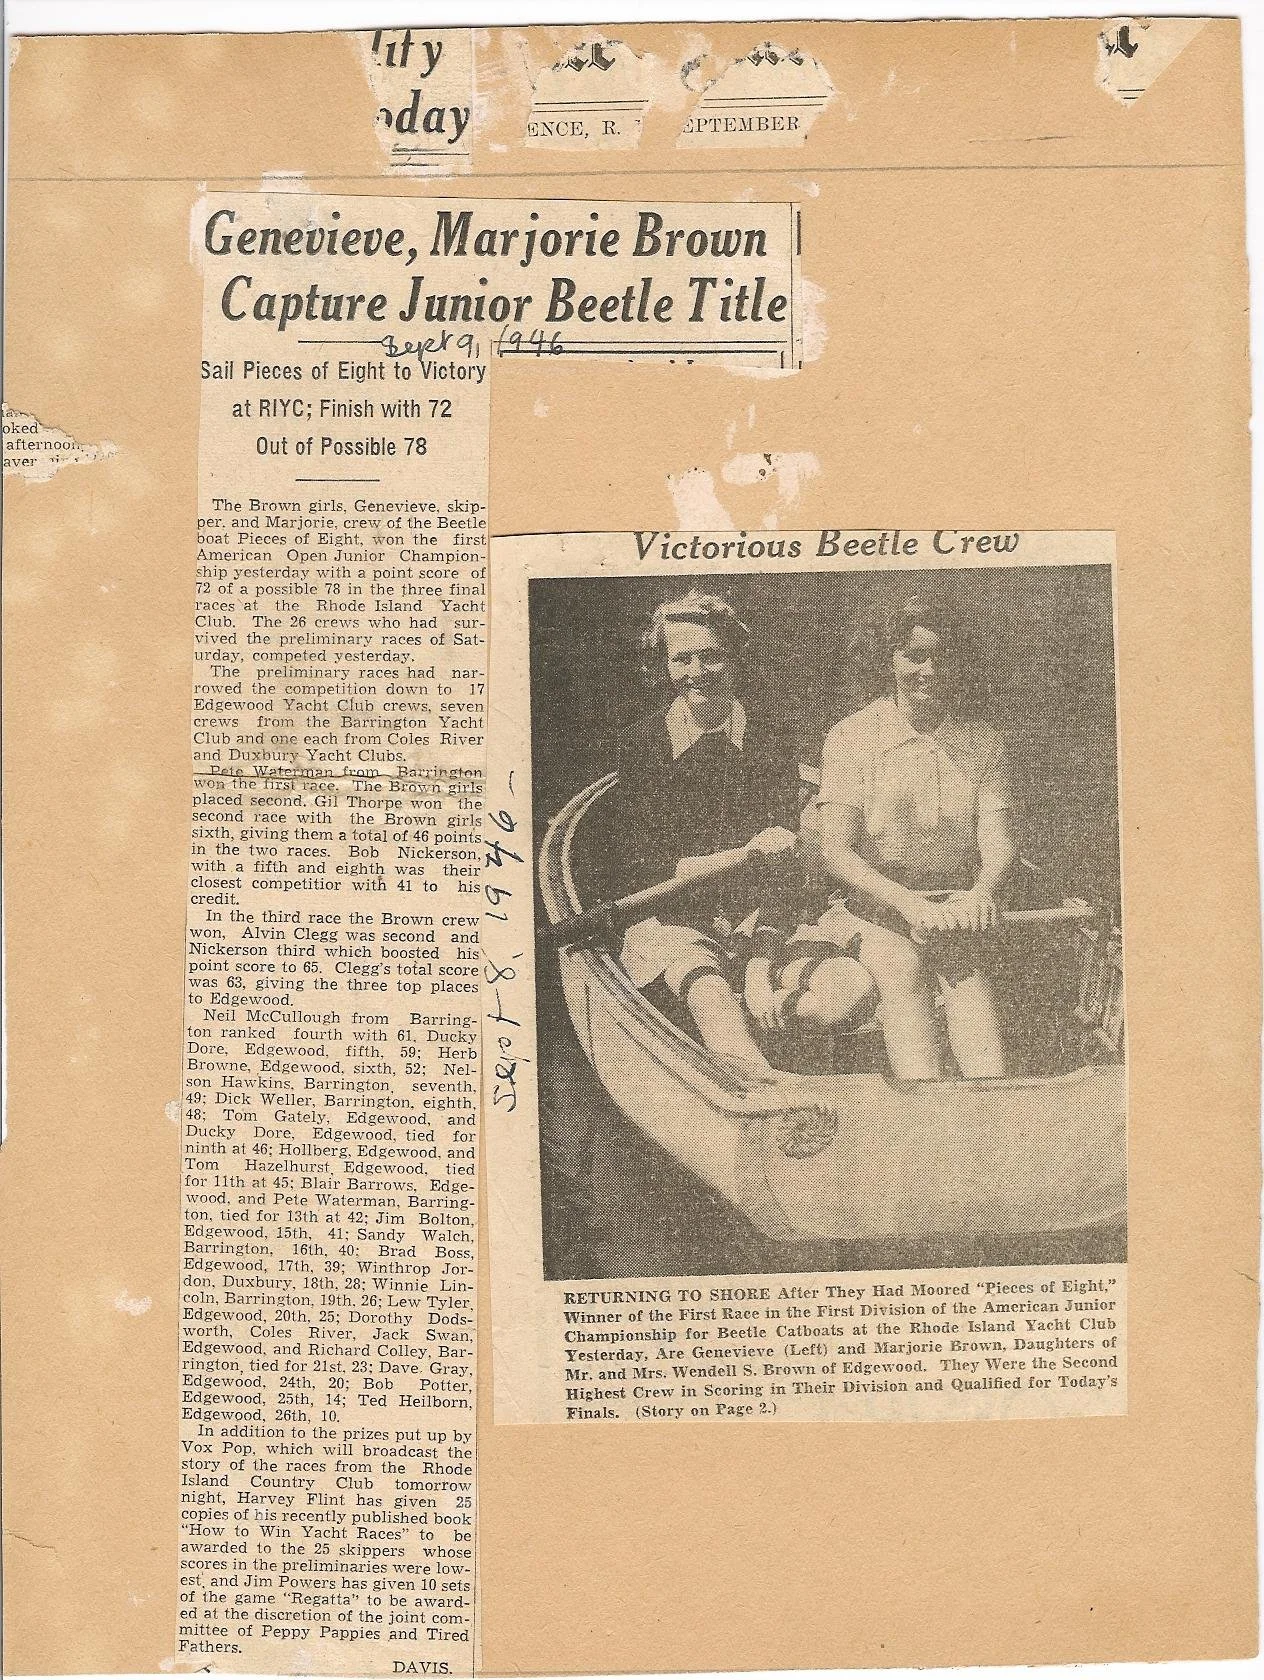 lity
oday
ENCE, R.
EPTEMBER
Genevieve, Marjorie Brown
Capture Junior Beetle Title
Sept 9, 1946
Sail Pieces of Eight to Victory
at RIYC; Finish with 72
Out of Possible 78
oked
afternoon,
aver
The Brown girls, Genevieve, skip-
per, and Marjorie, crew of the Beetle
boat Pieces of Eight, won the first
American Open Junior Champion-
ship yesterday with a point score of
72 of a possible 78 in the three final
races at the Rhode Island Yacht
Club. The 26 crews who had sur-
vived the preliminary races of Sat-
urday, competed yesterday.
The preliminary races had nar-
rowed the competition down to 17
Edgewood Yacht Club crews, seven
crews from the Barrington Yacht
Club and one each from Coles River
and Duxbury Yacht Clubs.
Pete Waterman from Barrington
won the first race. The Brown girls
placed second. Gil Thorpe won the
second race with the Brown girls
sixth, giving them a total of 46 points
in the two races. Bob Nickerson,
with a fifth and eighth was their
closest competitior with 41 to his
credit.
In the third race the Brown crew
won, Alvin Clegg was second and
Nickerson third which boosted his
point score to 65. Clegg's total score
was 63, giving the three top places
to Edgewood.
Neil McCullough from Barring-
ton ranked fourth with 61, Ducky
Dore, Edgewood, fifth, 59; Herb
Browne, Edgewood, sixth, 52; Nel-
son Hawkins, Barrington, seventh,
49; Dick Weller, Barrington, eighth,
48; Tom Gately, Edgewood, and
Ducky Dore, Edgewood, tied for
ninth at 46; Hollberg, Edgewood, and
Tom Hazelhurst, Edgewood, tied
for 11th at 45; Blair Barrows, Edge-
wood, and Pete Waterman, Barring-
ton, tied for 13th at 42; Jim Bolton,
Edgewood, 15th, 41; Sandy Walch,
Barrington, 16th, 40; Brad Boss,
Edgewood, 17th, 39; Winthrop Jor-
don, Duxbury, 18th, 28; Winnie Lin-
coln, Barrington, 19th, 26; Lew Tyler,
Edgewood, 20th, 25; Dorothy Dods-
worth, Coles River, Jack Swan,
Edgewood, and Richard Colley, Bar-
rington, tied for 21st, 23; Dave Gray,
Edgewood, 24th, 20; Bob Potter,
Edgewood, 25th, 14; Ted Heilborn,
Edgewood, 26th, 10.
In addition to the prizes put up by
Vox Pop, which will broadcast the
story of the races from the Rhode
Island Country Club tomorrow
night, Harvey Flint has given 25
copies of his recently published book
"How to Win Yacht Races" to be
awarded to the 25 skippers whose
scores in the preliminaries were low-
est, and Jim Powers has given 10 sets
of the game "Regatta" to be award-
ed at the discretion of the joint com-
mittee of Peppy Pappies and Tired
Fathers.
DAVIS.
Sept-8, 1946-
Victorious Beetle Crew
RETURNING TO SHORE After They Had Moored "Pieces of Eight,"
Winner of the First Race in the First Division of the American Junior
Championship for Beetle Catboats at the Rhode Island Yacht Club
Yesterday, Are Genevieve (Left) and Marjorie Brown, Daughters of
Mr. and Mrs. Wendell S. Brown of Edgewood. They Were the Second
Highest Crew in Scoring in Their Division and Qualified for Today's
Finals. (Story on Page 2.)